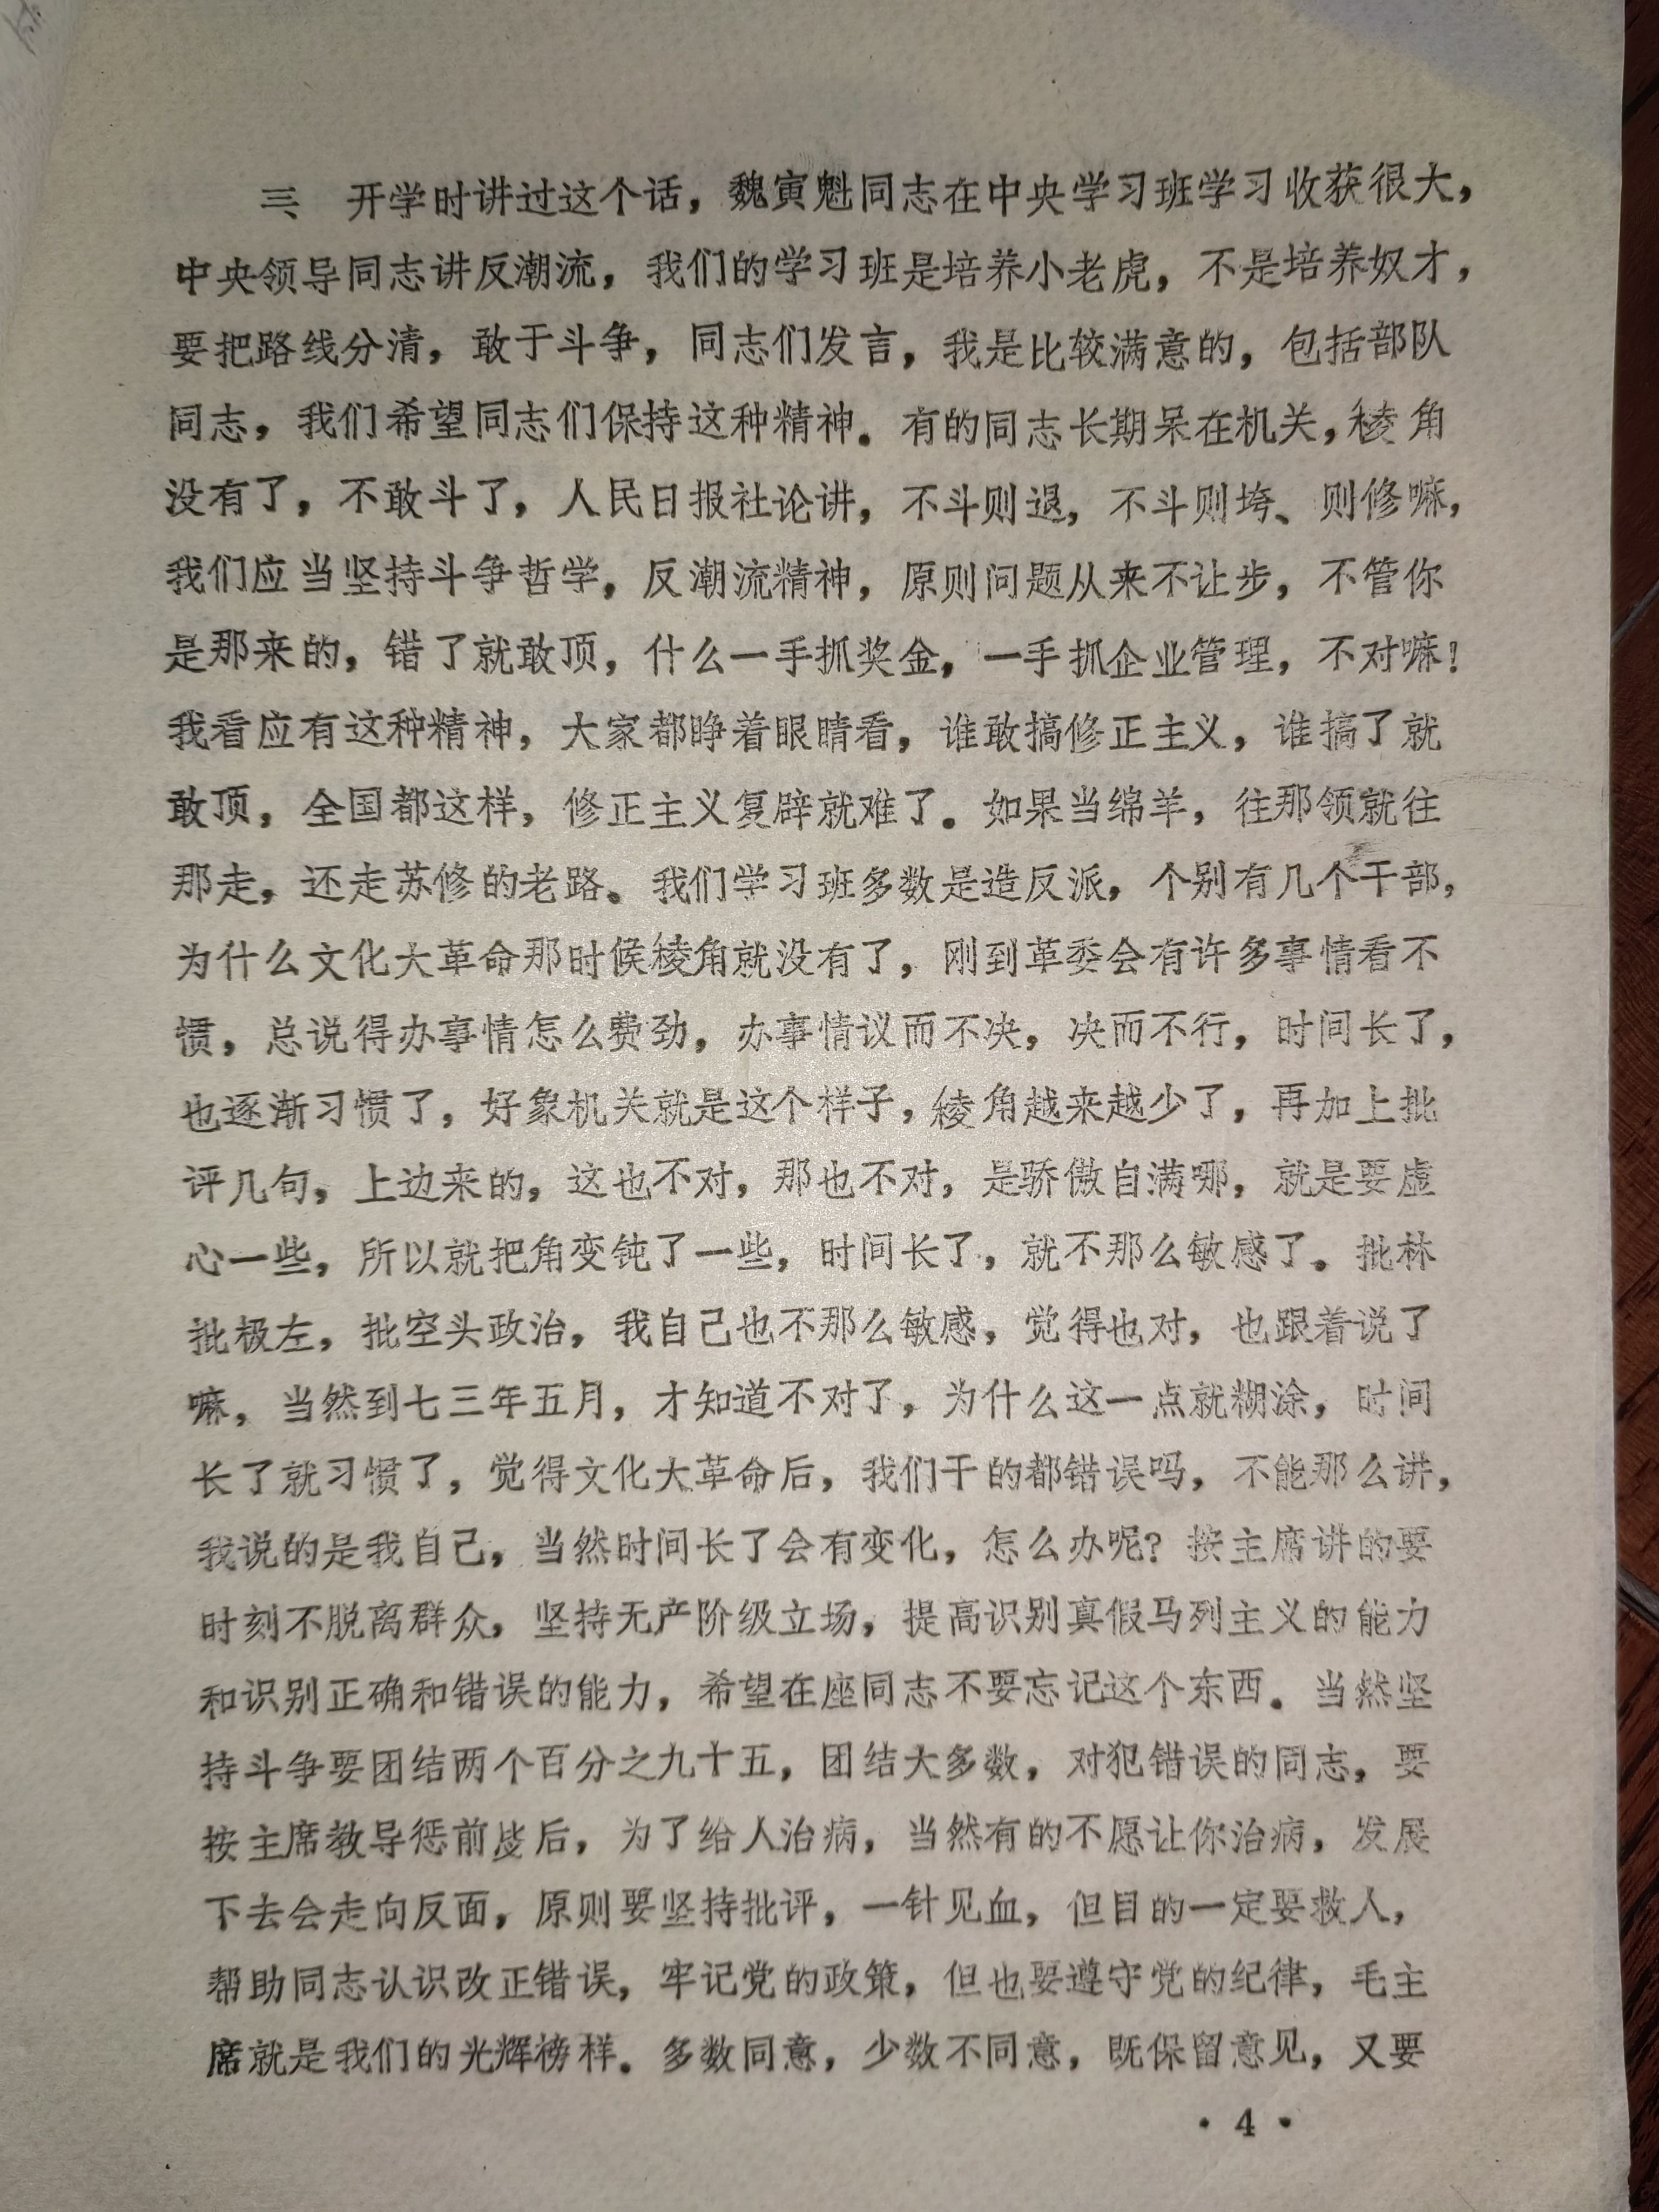 三　开学时讲过这个话，魏寅魁同志在中央学习班学习收获很大，
中央领导同志讲反潮流，我们的学习班是培养小老虎，不是培养奴才，
要把路线分清，敢于斗争，同志们发言，我是比较满意的，包括部队
同志，我们希望同志们保持这种精神。有的同志长期呆在机关，棱角
没有了，不敢斗了，人民日报社论讲，不斗则退，不斗则垮、则修嘛，
我们应当坚持斗争哲学，反潮流精神，原则问题从来不让步，不管你
是那来的，错了就敢顶，什么一手抓奖金，一手抓企业管理，不对嘛！
我看应有这种精神，大家都睁着眼睛看，谁敢搞修正主义，谁搞了就
敢顶，全国都这样，修正主义复辟就难了。如果当绵羊，往那领就往
那走，还走苏修的老路。我们学习班多数是造反派，个别有几个干部，
为什么文化大革命那时候棱角就没有了，刚到革委会有许多事情看不
惯，总说得办事情怎么费劲，办事情议而不决，决而不行，时间长了，
也逐渐习惯了，好象机关就是这个样子，棱角越来越少了，再加上批
评几句，上边来的，这也不对，那也不对，是骄傲自满哪，就是要虚
心一些，所以就把角变钝了一些，时间长了，就不那么敏感了。批林
批极左，批空头政治，我自己也不那么敏感，觉得也对，也跟着说了
嘛，当然到七三年五月，才知道不对了，为什么这一点就糊涂，时间
长了就习惯了，觉得文化大革命后，我们干的都错误吗，不能那么讲，
我说的是我自己，当然时间长了会有变化，怎么办呢？按主席讲的要
时刻不脱离群众，坚持无产阶级立场，提高识别真假马列主义的能力
和识别正确和错误的能力，希望在座同志不要忘记这个东西。当然坚
持斗争要团结两个百分之九十五，团结大多数，对犯错误的同志，要
按主席教导惩前毖后，为了给人治病，当然有的不愿让你治病，发展
下去会走向反面，原则要坚持批评，一针见血，但目的一定要救人，
帮助同志认识改正错误，牢记党的政策，但也要遵守党的纪律，毛主
席就是我们的光辉榜样。多数同意，少数不同意，既保留意见，又要
·4·